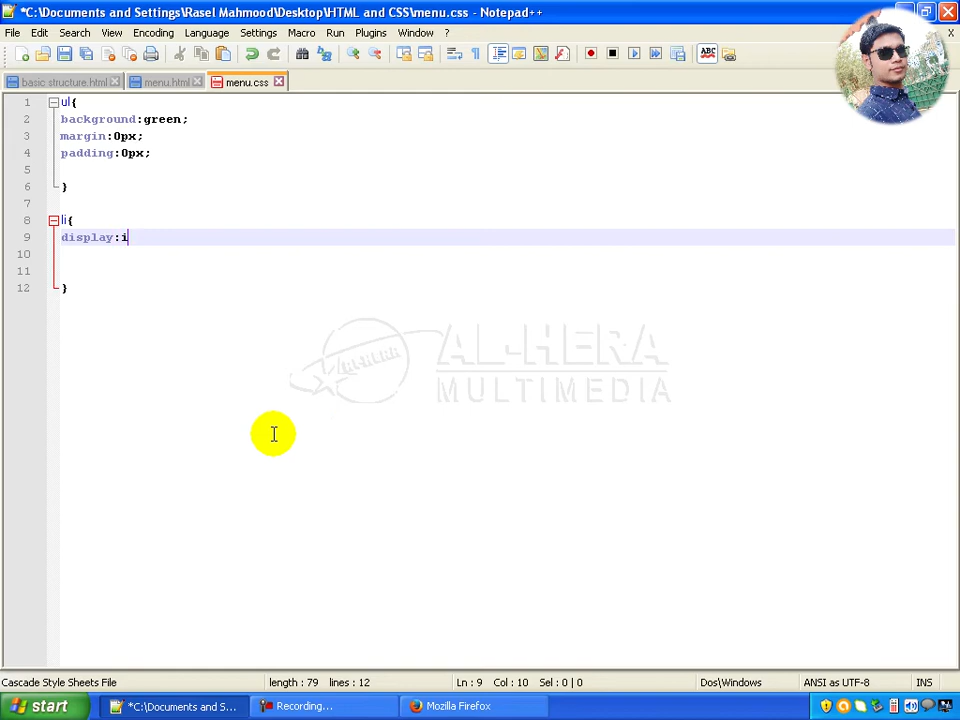 *C:\Documents and Settings\Rasel Mahmood\Desktop\HTML and CSS\menu.css - Notepad++
File Edit Search View Encoding Language Settings Macro Run Plugins Window ? X
basic structure.html menu.html menu.css
1 ul{
2 background:green;
3 margin:0px;
4 padding:0px;
5
6 }
7
8 li{
9 display:i
10
11
12 }
AL-HERA
AL-HERA
MULTIMEDIA
Cascade Style Sheets File length : 79 lines : 12 Ln : 9 Col : 10 Sel : 0 | 0 Dos\Windows ANSI as UTF-8 INS
start *C:\Documents and S... Recording... Mozilla Firefox